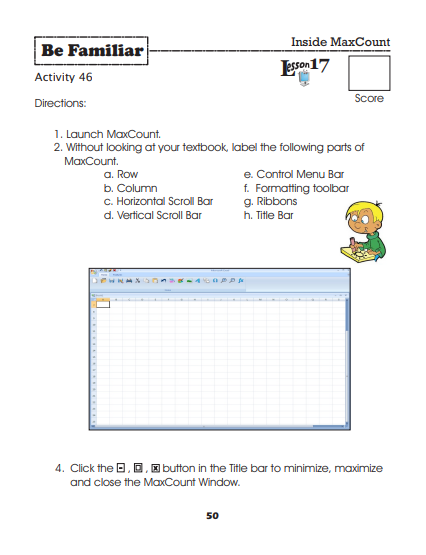 Inside MaxCount
Be Familiar
Lesson 17
Activity 46
Score
Directions:
1. Launch MaxCount.
2. Without looking at your textbook, label the following parts of
MaxCount.
a. Row
b. Column
c. Horizontal Scroll Bar
d. Vertical Scroll Bar
e. Control Menu Bar
f. Formatting toolbar
g. Ribbons
h. Title Bar
4. Click the - , □ , x button in the Title bar to minimize, maximize
and close the MaxCount Window.
50